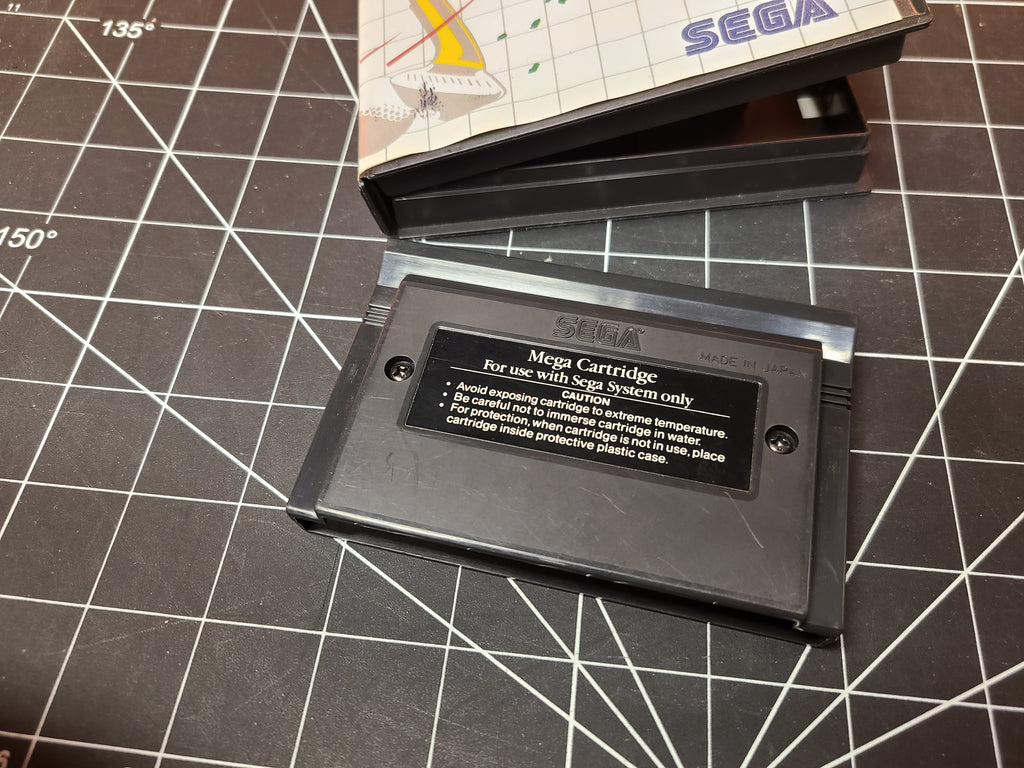 11
135°
SEGA
150°
SEGA
MADE IN JAPAN
Mega Cartridge
For use with Sega System only
CAUTION
• Avoid exposing cartridge to extreme temperature.
• Be careful not to immerse cartridge in water.
• For protection, when cartridge is not in use, place
cartridge inside protective plastic case.
6